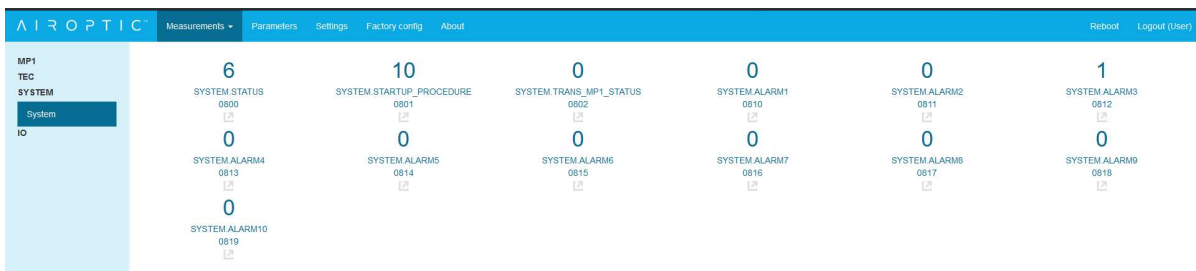 AIROPTIC™ Measurements Parameters Settings Factory config About Reboot Logout (User)
MP1
TEC
SYSTEM
System
IO
6 10 0 0 0 1
SYSTEM.STATUS SYSTEM.STARTUP_PROCEDURE SYSTEM.TRANS_MP1_STATUS SYSTEM.ALARM1 SYSTEM.ALARM2 SYSTEM.ALARM3
0800 0801 0802 0810 0811 0812
0 0 0 0 0 0
SYSTEM.ALARM4 SYSTEM.ALARM5 SYSTEM.ALARM6 SYSTEM.ALARM7 SYSTEM.ALARM8 SYSTEM.ALARM9
0813 0814 0815 0816 0817 0818
0
SYSTEM.ALARM10
0819